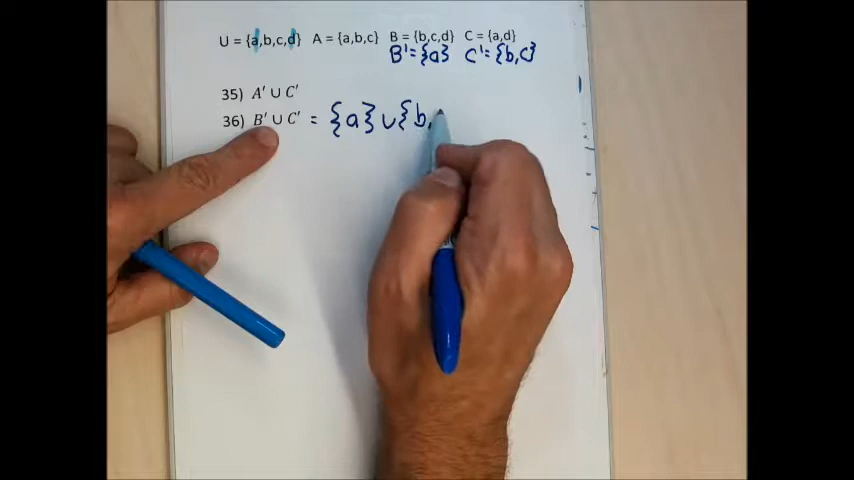 U = {a,b,c,d} A = {a,b,c} B = {b,c,d} C = {a,d}
B' = {a} C' = {b,c}
35) A' ∪ C'
36) B' ∪ C' = {a} ∪ {b,